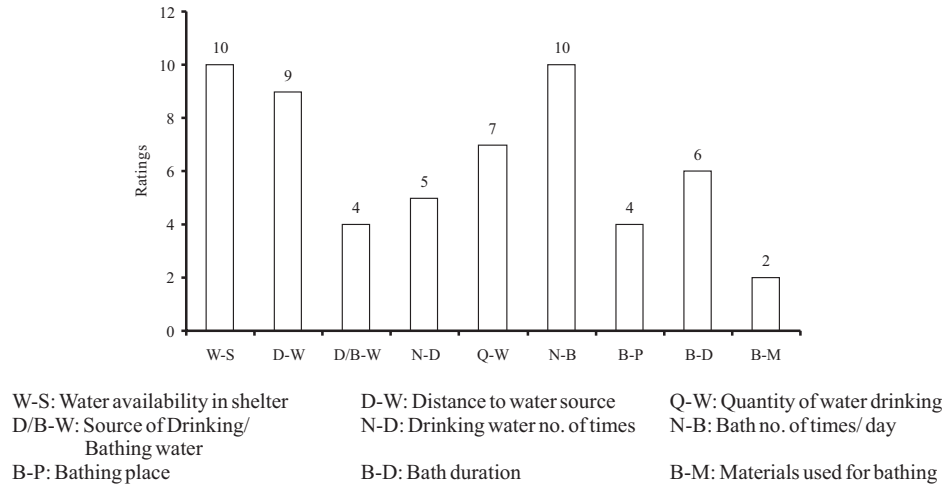 12
10
8
6
4
2
0
Ratings
10
9
4
5
7
10
4
6
2
W-S D-W D/B-W N-D Q-W N-B B-P B-D B-M
W-S: Water availability in shelter D-W: Distance to water source Q-W: Quantity of water drinking
D/B-W: Source of Drinking/ N-D: Drinking water no. of times N-B: Bath no. of times/ day
Bathing water
B-P: Bathing place B-D: Bath duration B-M: Materials used for bathing